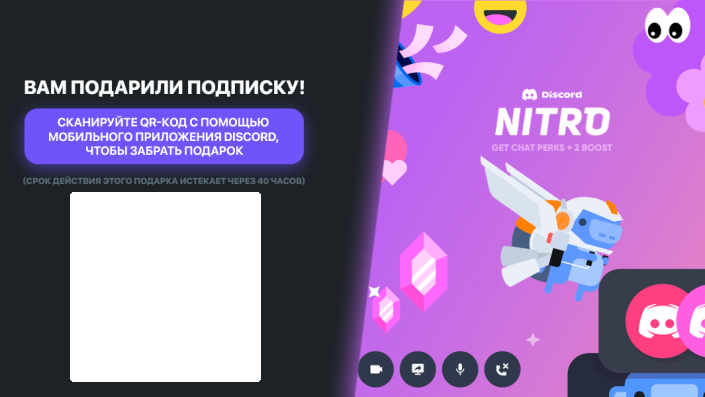 ВАМ ПОДАРИЛИ ПОДПИСКУ!
СКАНИРУЙТЕ QR-КОД С ПОМОЩЬЮ
МОБИЛЬНОГО ПРИЛОЖЕНИЯ DISCORD,
ЧТОБЫ ЗАБРАТЬ ПОДАРОК
(СРОК ДЕЙСТВИЯ ЭТОГО ПОДАРКА ИСТЕКАЕТ ЧЕРЕЗ 40 ЧАСОВ)
Discord
NITRO
GET CHAT PERKS + 2 BOOST